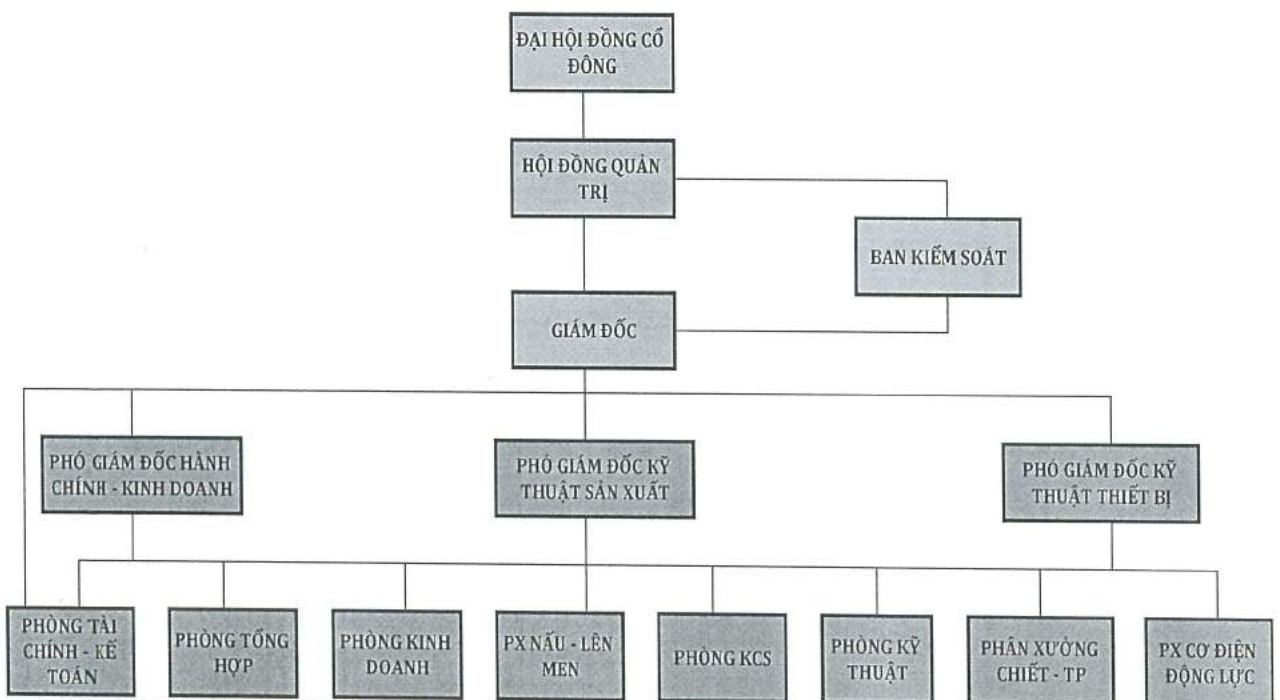 ĐẠI HỘI ĐỒNG CỔ
ĐÔNG
HỘI ĐỒNG QUẢN
TRỊ
BAN KIỂM SOÁT
GIÁM ĐỐC
PHÓ GIÁM ĐỐC HÀNH
CHÍNH - KINH DOANH
PHÓ GIÁM ĐỐC KỸ
THUẬT SẢN XUẤT
PHÓ GIÁM ĐỐC KỸ
THUẬT THIẾT BỊ
PHÒNG TÀI
CHÍNH - KẾ
TOÁN
PHÒNG TỔNG
HỢP
PHÒNG KINH
DOANH
PX NẤU - LÊN
MEN
PHÒNG KCS
PHÒNG KỸ
THUẬT
PHÂN XƯỞNG
CHIẾT - TP
PX CƠ ĐIỆN
ĐỘNG LỰC